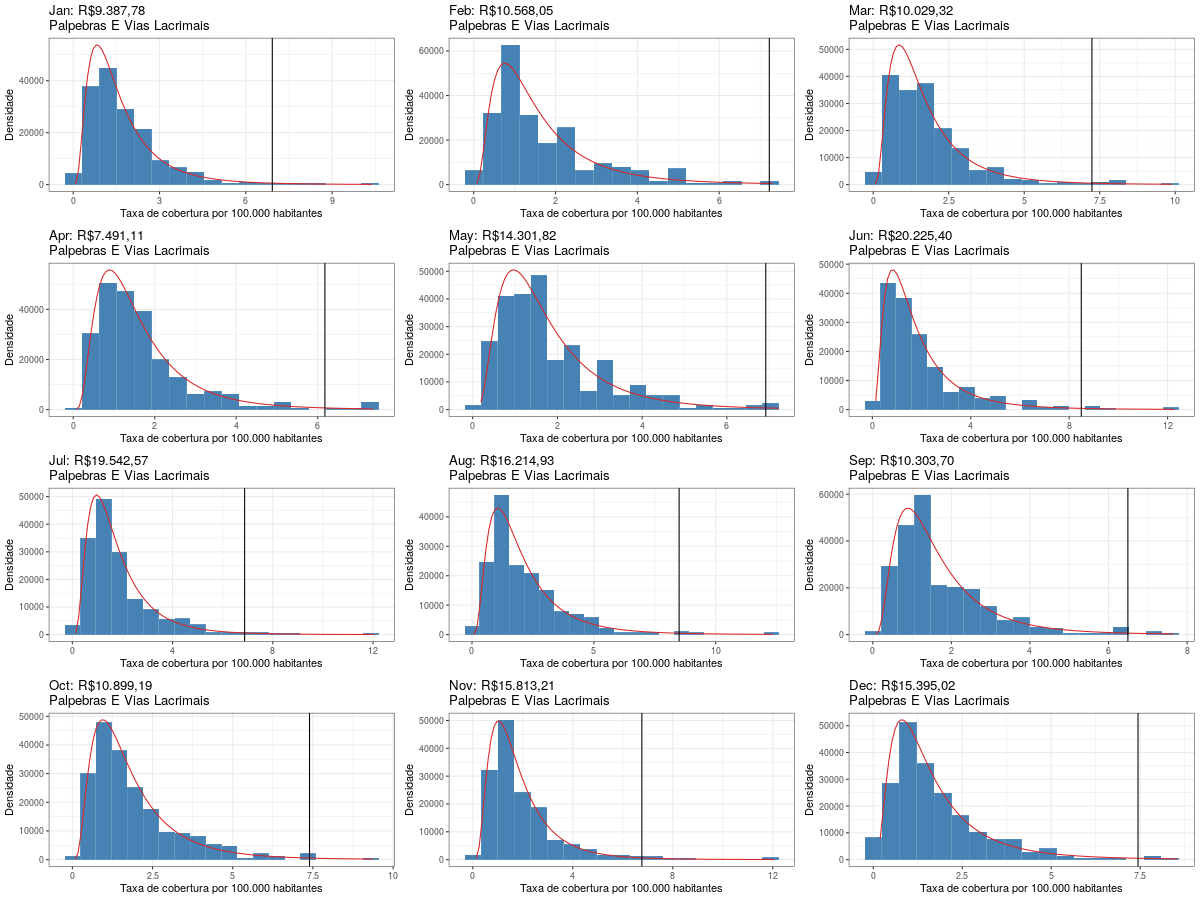 Jan: R$9.387,78
Palpebras E Vias Lacrimais
Densidade
40000
20000
0
0 3 6 9
Taxa de cobertura por 100.000 habitantes
Feb: R$10.568,05
Palpebras E Vias Lacrimais
Densidade
60000
40000
20000
0
0 2 4 6
Taxa de cobertura por 100.000 habitantes
Mar: R$10.029,32
Palpebras E Vias Lacrimais
Densidade
50000
40000
30000
20000
10000
0
0 2.5 5 7.5 10
Taxa de cobertura por 100.000 habitantes
Apr: R$7.491,11
Palpebras E Vias Lacrimais
Densidade
40000
20000
0
0 2 4 6
Taxa de cobertura por 100.000 habitantes
May: R$14.301,82
Palpebras E Vias Lacrimais
Densidade
50000
40000
30000
20000
10000
0
0 2 4 6
Taxa de cobertura por 100.000 habitantes
Jun: R$20.225,40
Palpebras E Vias Lacrimais
Densidade
50000
40000
30000
20000
10000
0
0 4 8 12
Taxa de cobertura por 100.000 habitantes
Jul: R$19.542,57
Palpebras E Vias Lacrimais
Densidade
50000
40000
30000
20000
10000
0
0 4 8 12
Taxa de cobertura por 100.000 habitantes
Aug: R$16.214,93
Palpebras E Vias Lacrimais
Densidade
40000
30000
20000
10000
0
0 5 10
Taxa de cobertura por 100.000 habitantes
Sep: R$10.303,70
Palpebras E Vias Lacrimais
Densidade
60000
40000
20000
0
0 2 4 6 8
Taxa de cobertura por 100.000 habitantes
Oct: R$10.899,19
Palpebras E Vias Lacrimais
Densidade
50000
40000
30000
20000
10000
0
0 2.5 5 7.5 10
Taxa de cobertura por 100.000 habitantes
Nov: R$15.813,21
Palpebras E Vias Lacrimais
Densidade
50000
40000
30000
20000
10000
0
0 4 8 12
Taxa de cobertura por 100.000 habitantes
Dec: R$15.395,02
Palpebras E Vias Lacrimais
Densidade
50000
40000
30000
20000
10000
0
0 2.5 5 7.5
Taxa de cobertura por 100.000 habitantes